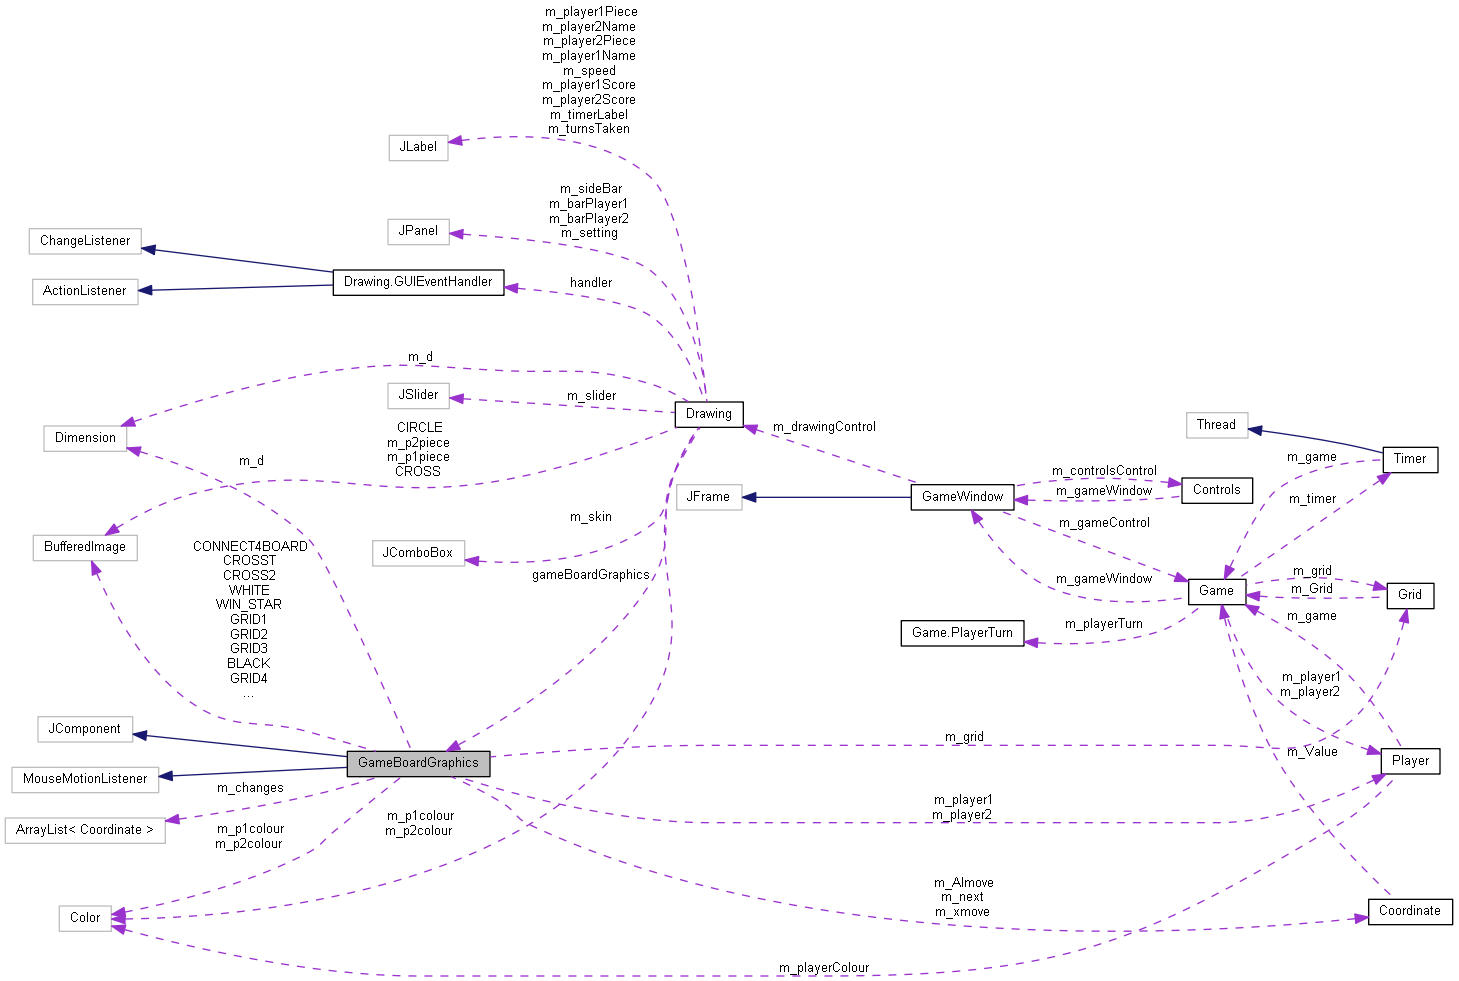 m_player1Piece
m_player2Name
m_player2Piece
m_player1Name
m_speed
m_player1Score
m_player2Score
m_timerLabel
m_turnsTaken
JLabel
m_sideBar
m_barPlayer1
m_barPlayer2
m_setting
JPanel
ChangeListener
ActionListener
Drawing.GUIEventHandler
handler
m_d
JSlider
m_slider
Drawing
Dimension
CIRCLE
m_p2piece
m_p1piece
CROSS
m_drawingControl
Thread
Timer
m_game
m_d
m_controlsControl
m_gameWindow
Controls
JFrame
GameWindow
m_timer
m_skin
m_gameControl
BufferedImage
JComboBox
gameBoardGraphics
m_gameWindow
CONNECT4BOARD
CROSST
CROSS2
WHITE
WIN_STAR
GRID1
GRID2
GRID3
BLACK
GRID4
...
Game
m_grid
m_Grid
Grid
m_game
Game.PlayerTurn
m_playerTurn
m_player1
m_player2
JComponent
GameBoardGraphics
m_grid
m_Value
Player
MouseMotionListener
m_changes
ArrayList< Coordinate >
m_p1colour
m_p2colour
m_p1colour
m_p2colour
m_player1
m_player2
m_AImove
m_next
m_xmove
Coordinate
Color
m_playerColour